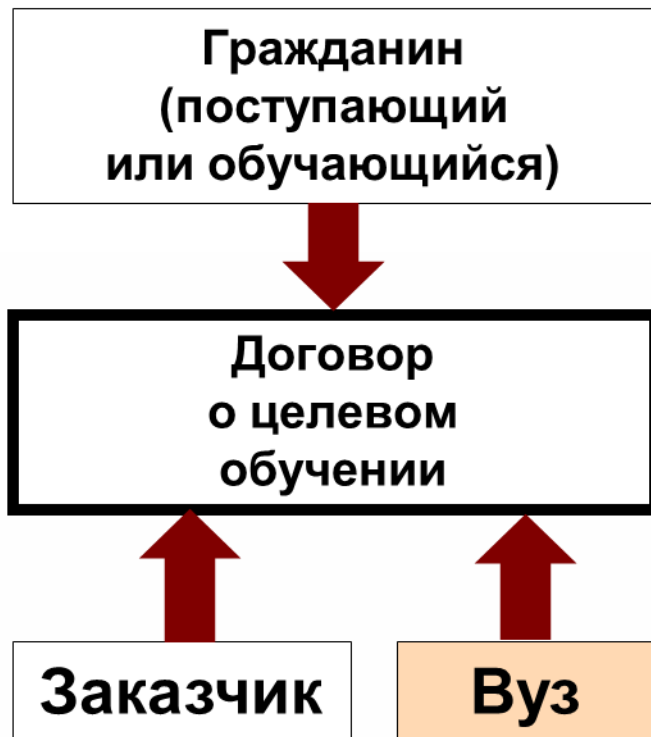 Гражданин
(поступающий
или обучающийся)
Договор
о целевом
обучении
Заказчик
Вуз